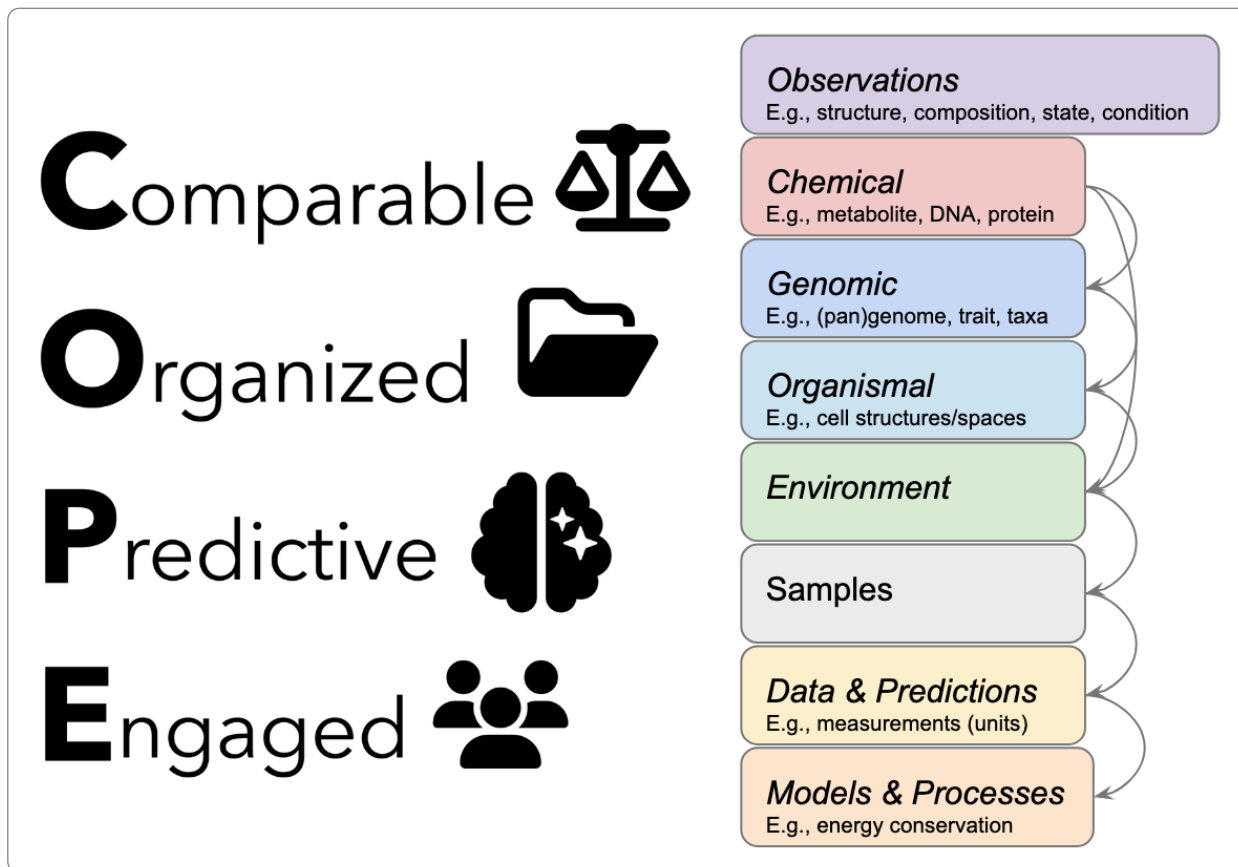 Comparable
Organized
Predictive
Engaged
Observations
E.g., structure, composition, state, condition
Chemical
E.g., metabolite, DNA, protein
Genomic
E.g., (pan)genome, trait, taxa
Organismal
E.g., cell structures/spaces
Environment
Samples
Data & Predictions
E.g., measurements (units)
Models & Processes
E.g., energy conservation